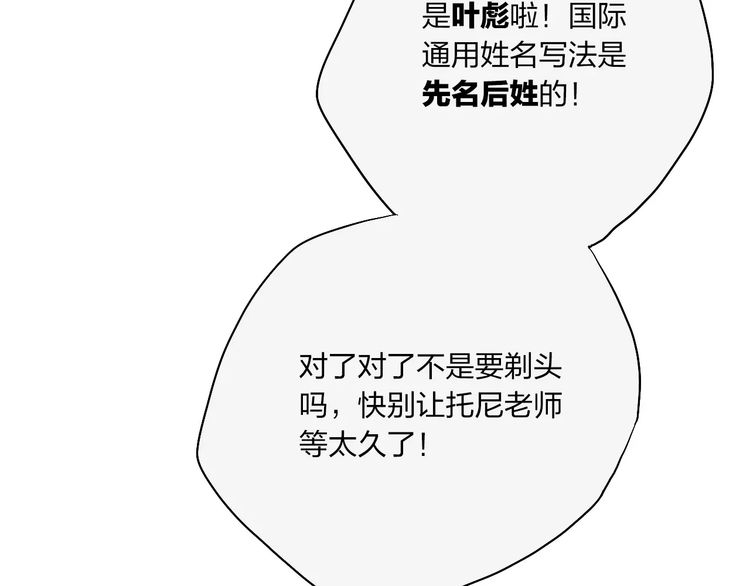 是叶彪啦！国际
通用姓名写法是
先名后姓的！
对了对了不是要剃头
吗，快别让托尼老师
等太久了！